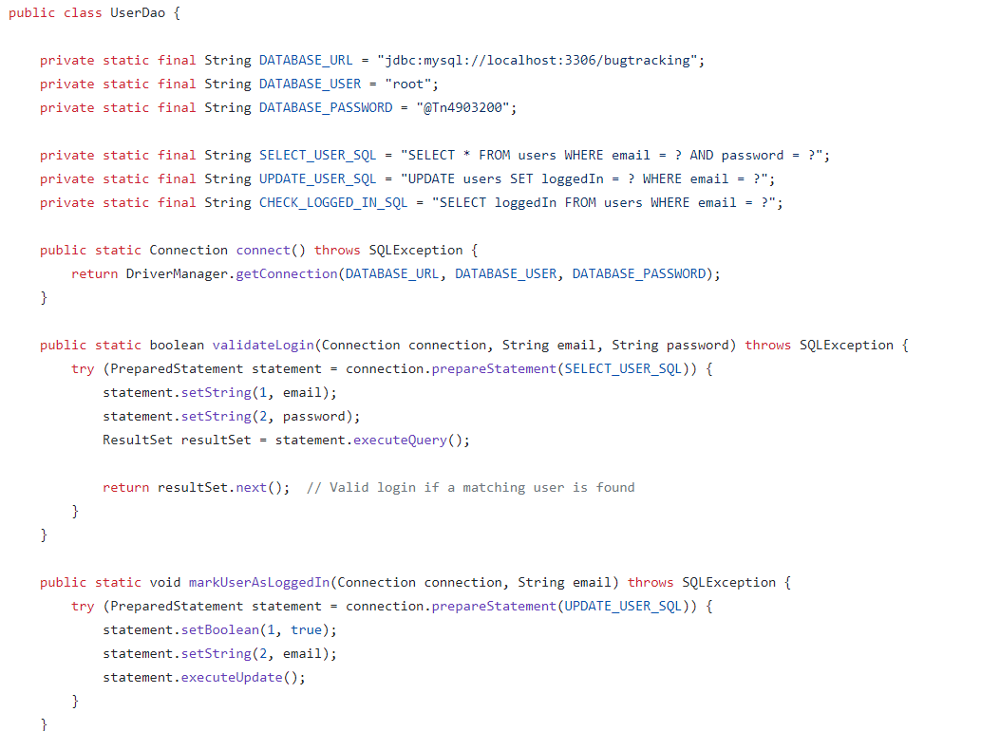 public class UserDao {
private static final String DATABASE_URL = "jdbc:mysql://localhost:3306/bugtracking";
private static final String DATABASE_USER = "root";
private static final String DATABASE_PASSWORD = "@Tn4903200";
private static final String SELECT_USER_SQL = "SELECT * FROM users WHERE email = ? AND password = ?";
private static final String UPDATE_USER_SQL = "UPDATE users SET loggedIn = ? WHERE email = ?";
private static final String CHECK_LOGGED_IN_SQL = "SELECT loggedIn FROM users WHERE email = ?";
public static Connection connect() throws SQLException {
return DriverManager.getConnection(DATABASE_URL, DATABASE_USER, DATABASE_PASSWORD);
}
public static boolean validateLogin(Connection connection, String email, String password) throws SQLException {
try (PreparedStatement statement = connection.prepareStatement(SELECT_USER_SQL)) {
statement.setString(1, email);
statement.setString(2, password);
ResultSet resultSet = statement.executeQuery();
return resultSet.next();  // Valid login if a matching user is found
}
}
public static void markUserAsLoggedIn(Connection connection, String email) throws SQLException {
try (PreparedStatement statement = connection.prepareStatement(UPDATE_USER_SQL)) {
statement.setBoolean(1, true);
statement.setString(2, email);
statement.executeUpdate();
}
}